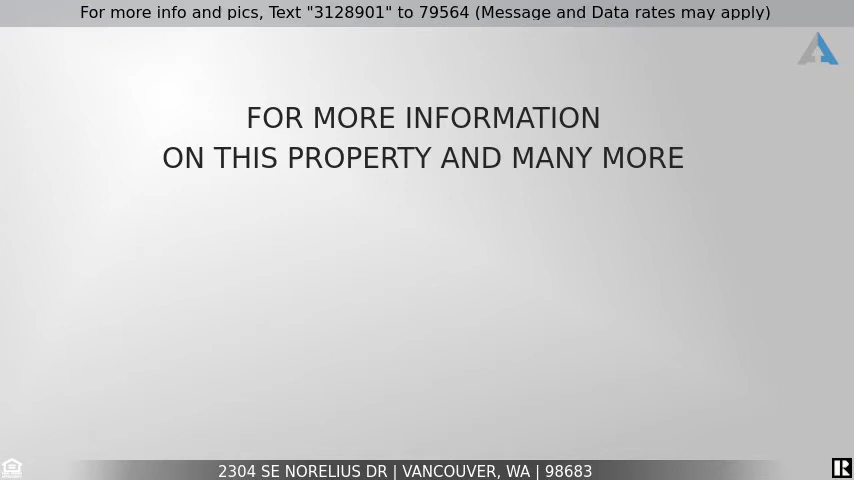 For more info and pics, Text "3128901" to 79564 (Message and Data rates may apply)
FOR MORE INFORMATION
ON THIS PROPERTY AND MANY MORE
2304 SE NORELIUS DR | VANCOUVER, WA | 98683